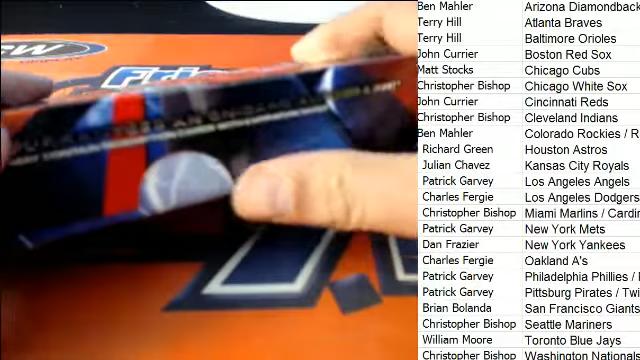 CW
Ben Mahler Arizona Diamondback
Terry Hill Atlanta Braves
Terry Hill Baltimore Orioles
John Currier Boston Red Sox
Matt Stocks Chicago Cubs
Christopher Bishop Chicago White Sox
John Currier Cincinnati Reds
Christopher Bishop Cleveland Indians
Ben Mahler Colorado Rockies / R
Richard Green Houston Astros
Julian Chavez Kansas City Royals
Patrick Garvey Los Angeles Angels
Charles Fergie Los Angeles Dodgers
Christopher Bishop Miami Marlins / Cardin
Patrick Garvey New York Mets
Dan Frazier New York Yankees
Charles Fergie Oakland A's
Patrick Garvey Philadelphia Phillies /
Patrick Garvey Pittsburg Pirates / Twi
Brian Bolanda San Francisco Giants
Christopher Bishop Seattle Mariners
William Moore Toronto Blue Jays
Christopher Bishop Washington Nationals